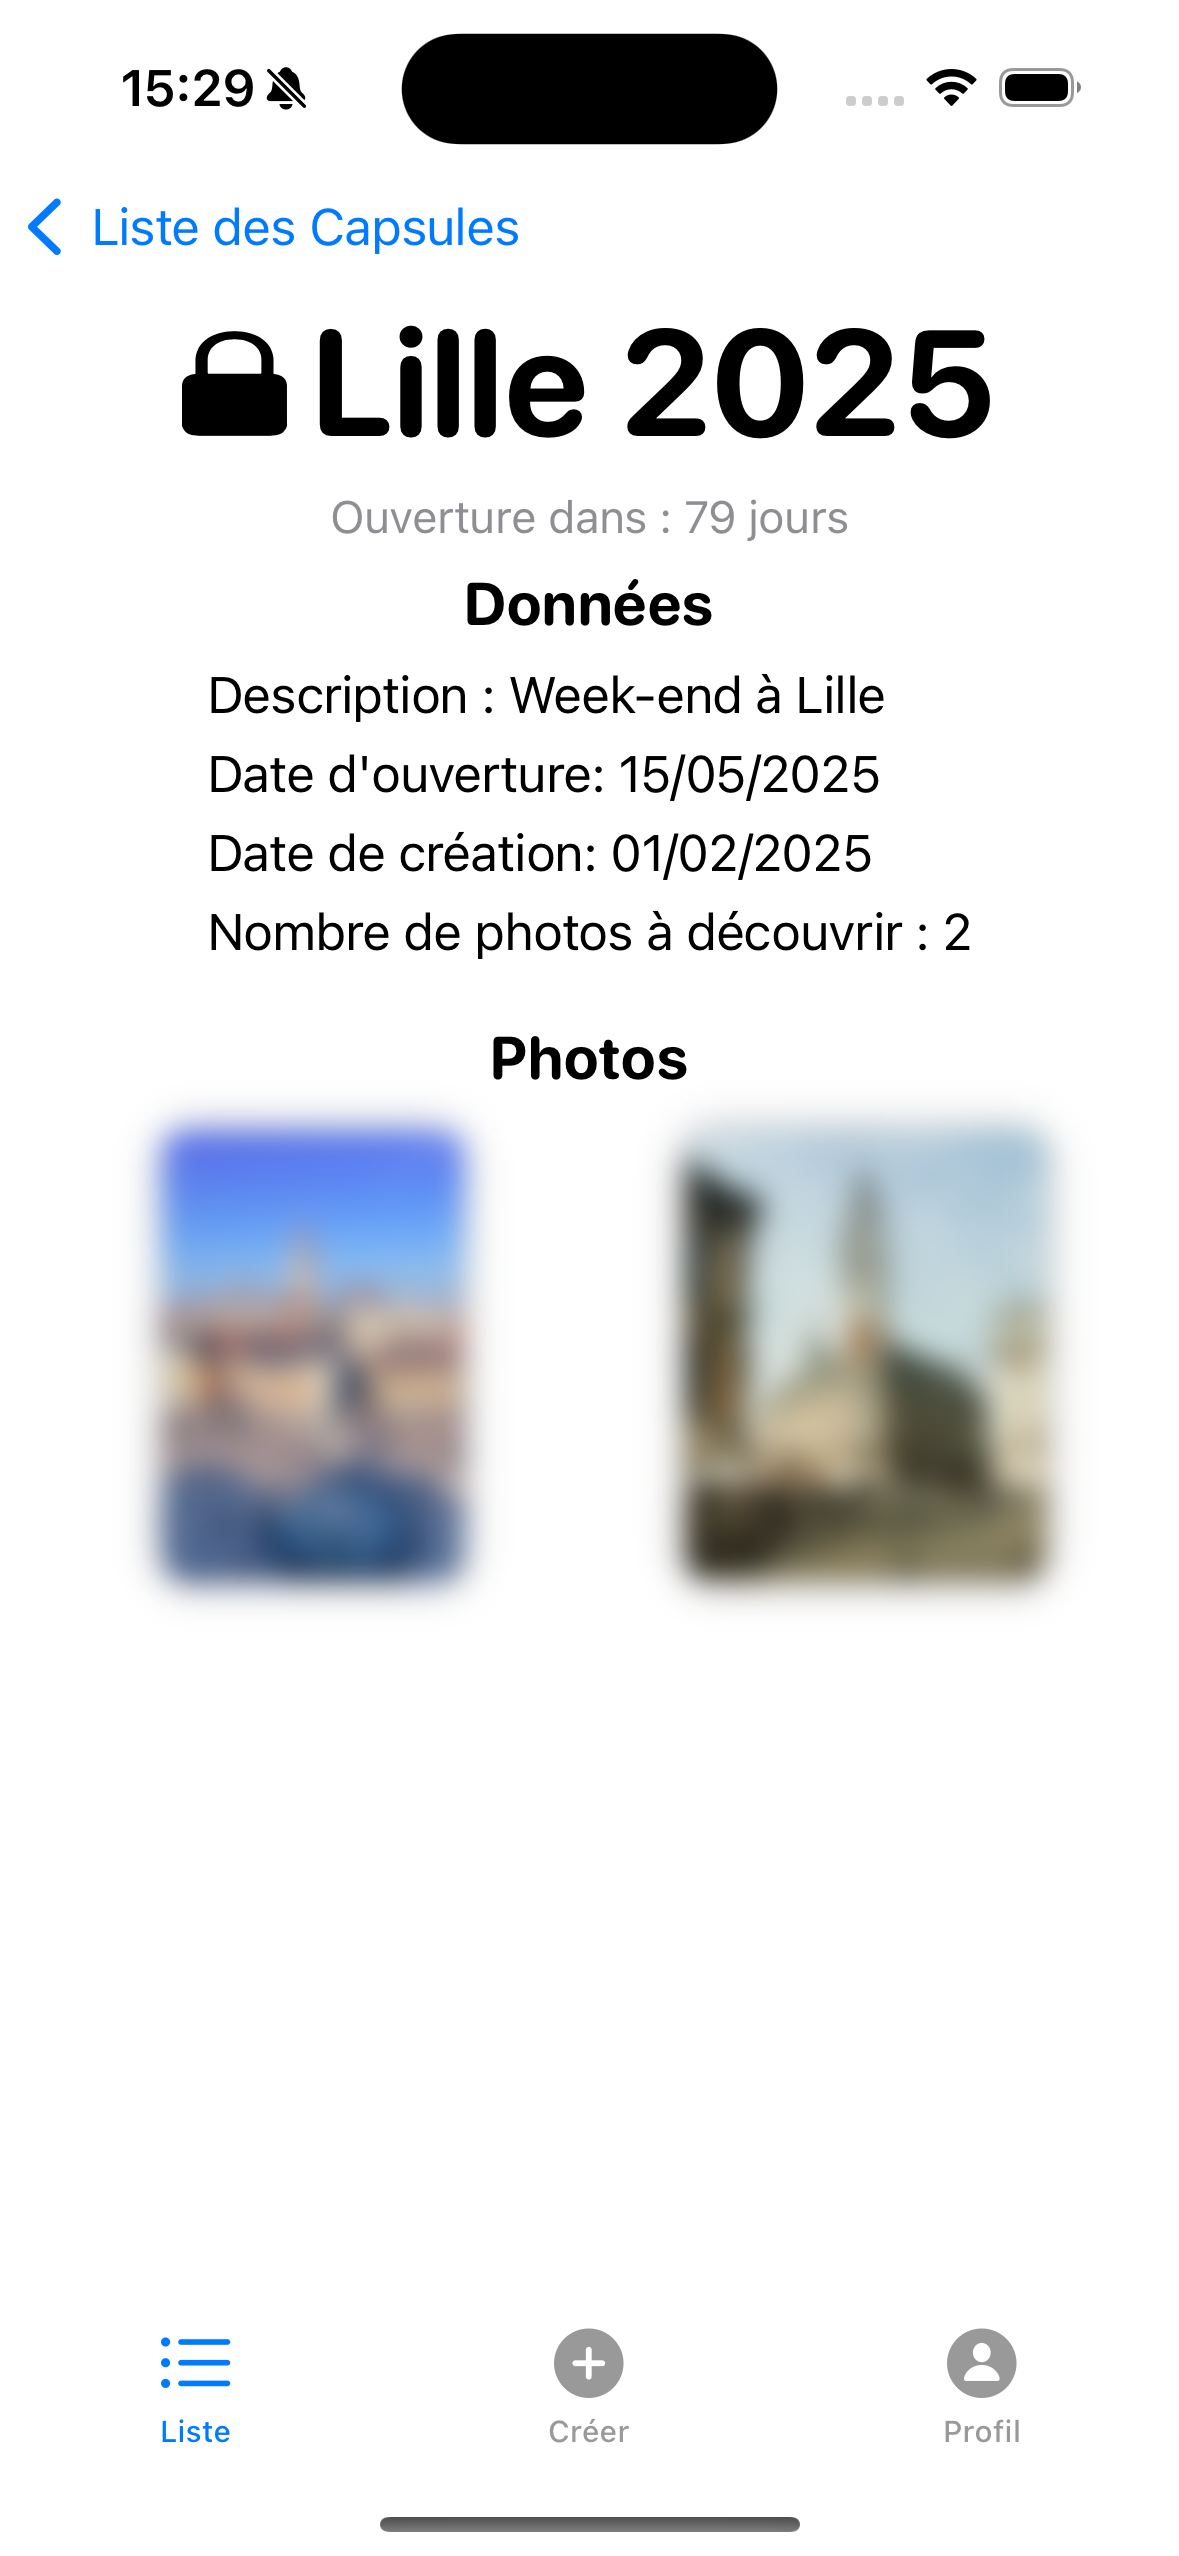 15:29
Liste des Capsules
Lille 2025
Ouverture dans : 79 jours
Données
Description : Week-end à Lille
Date d'ouverture: 15/05/2025
Date de création: 01/02/2025
Nombre de photos à découvrir : 2
Photos
Liste
Créer
Profil